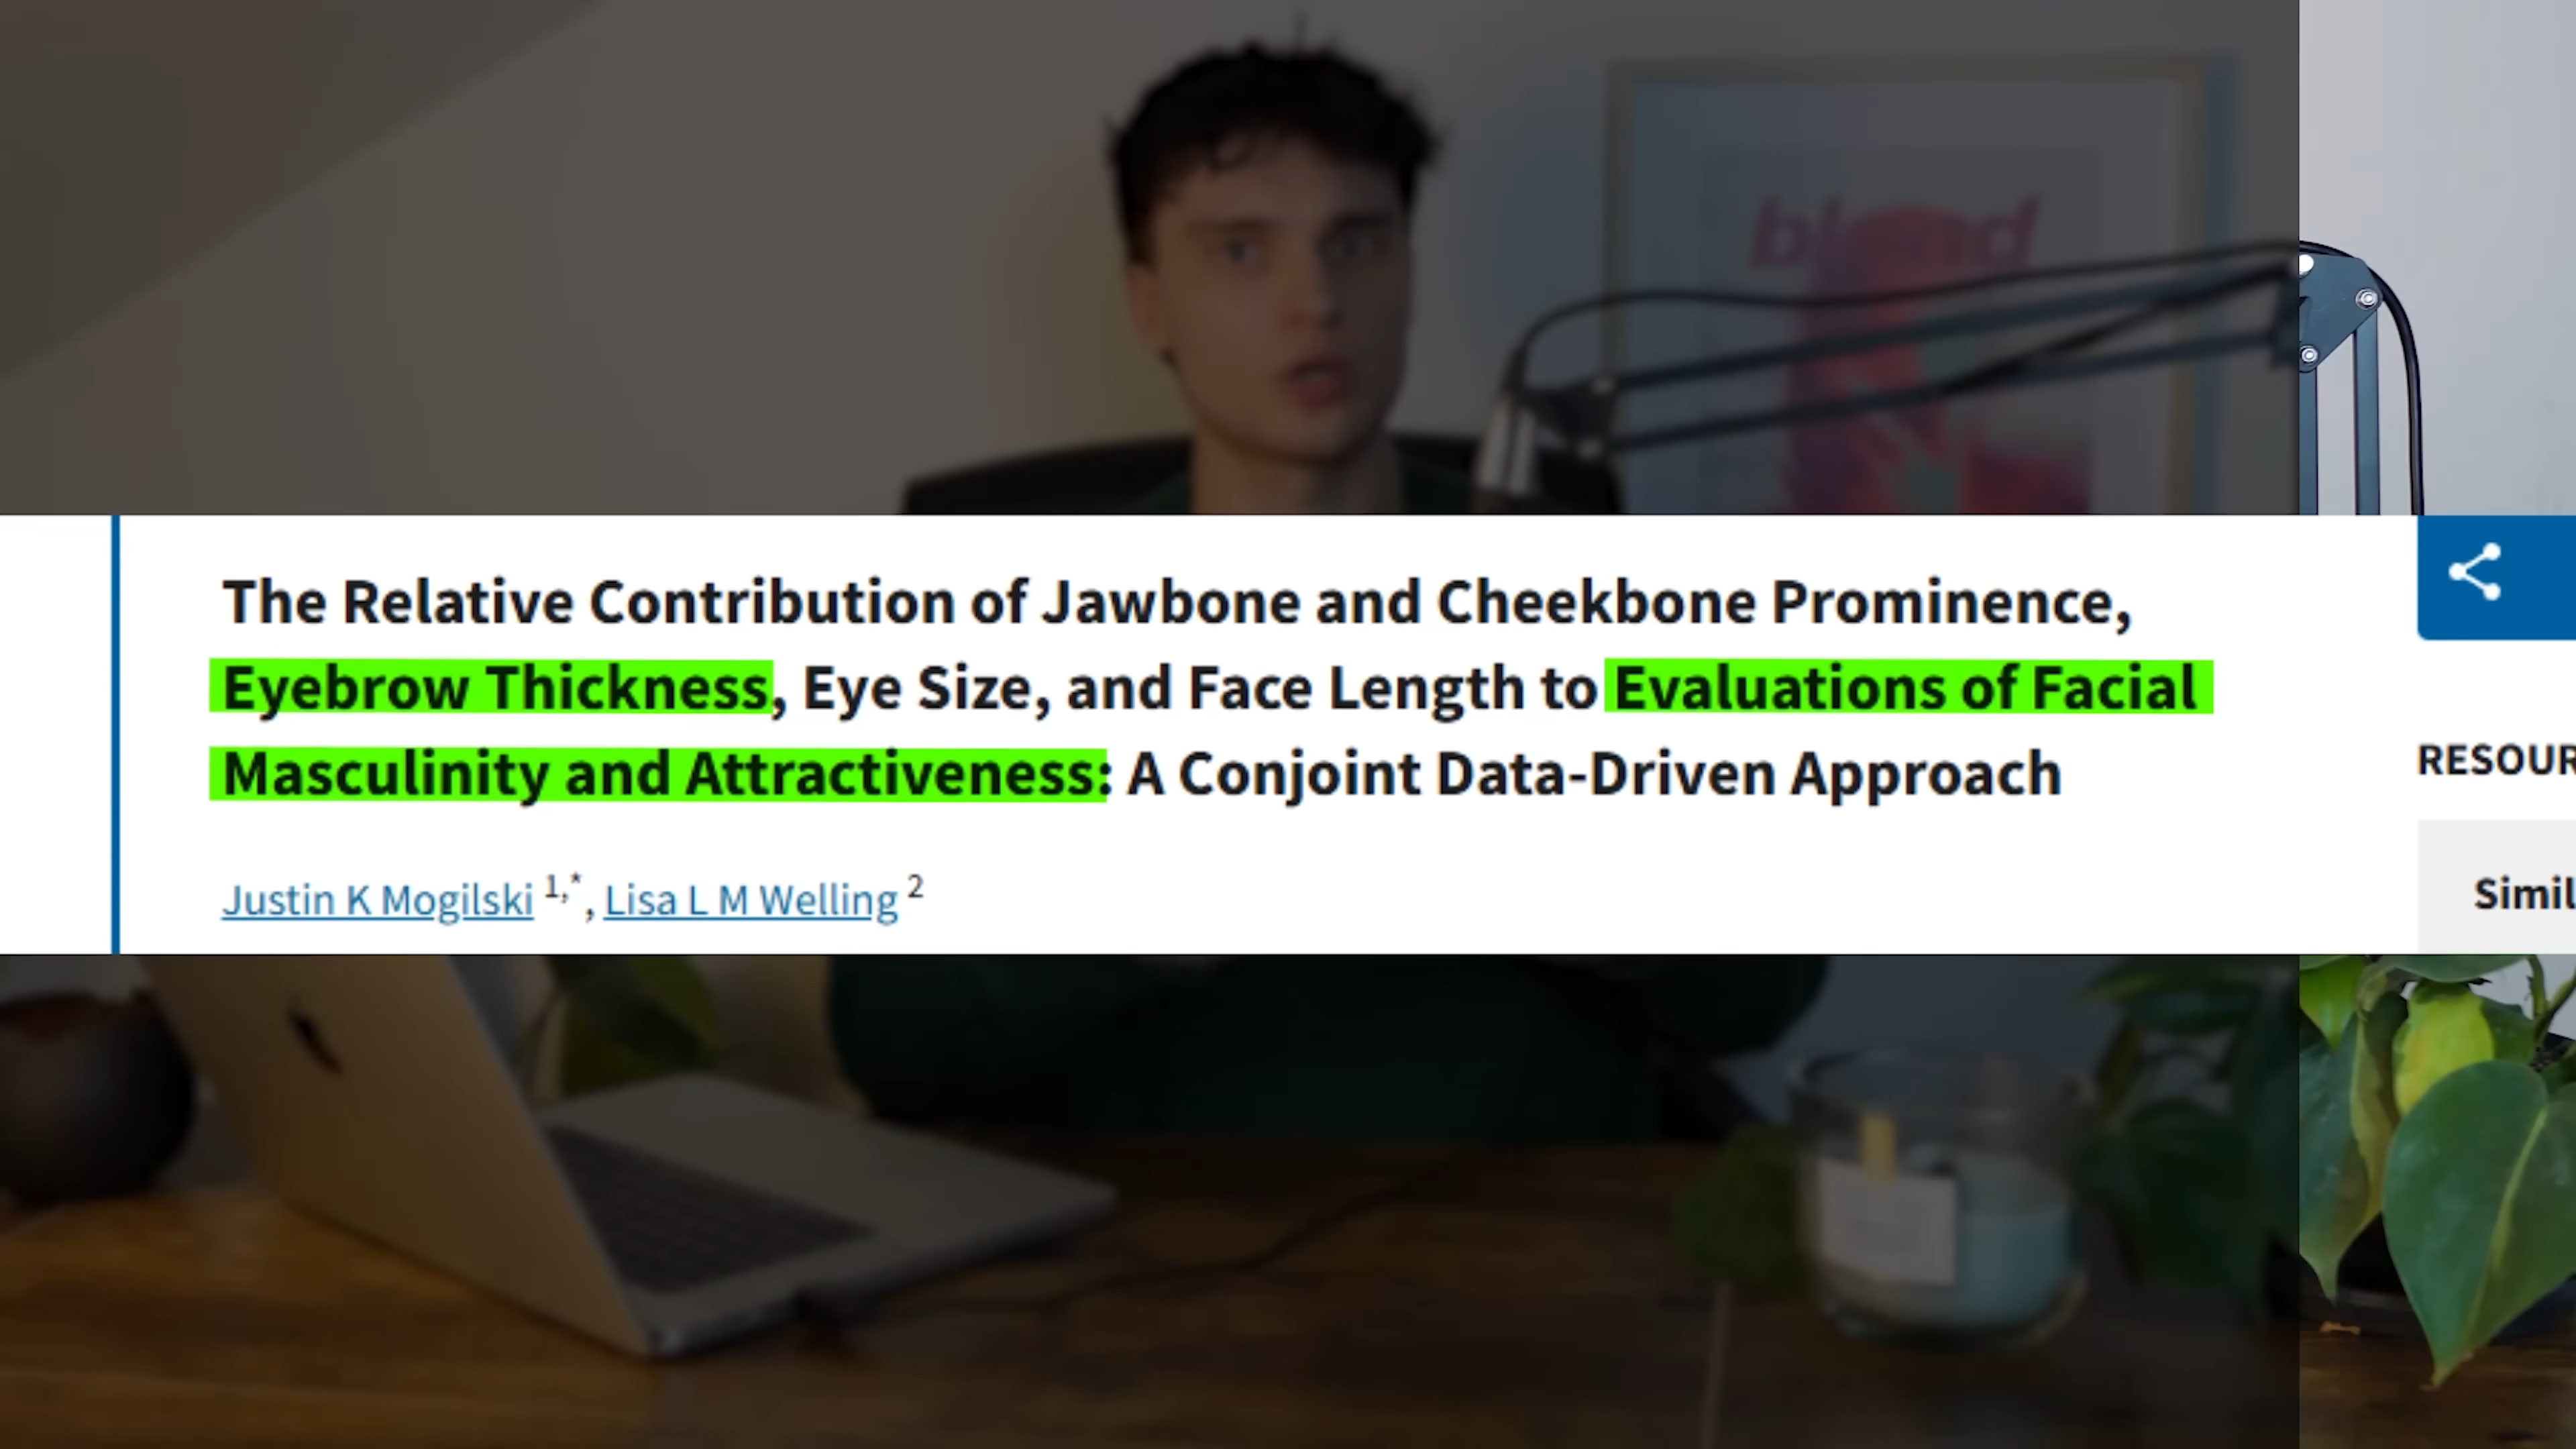 blend
The Relative Contribution of Jawbone and Cheekbone Prominence,
Eyebrow Thickness, Eye Size, and Face Length to Evaluations of Facial
Masculinity and Attractiveness: A Conjoint Data-Driven Approach
RESOUR
Justin K Mogilski 1,*, Lisa L M Welling 2
Simil